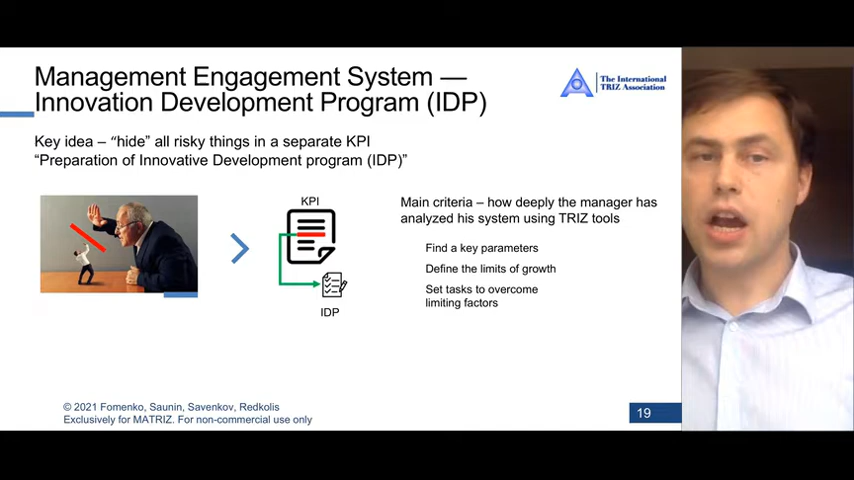 Management Engagement System —
Innovation Development Program (IDP)
The International
TRIZ Association
Key idea – “hide” all risky things in a separate KPI
“Preparation of Innovative Development program (IDP)”
KPI
IDP
Main criteria – how deeply the manager has
analyzed his system using TRIZ tools
Find a key parameters
Define the limits of growth
Set tasks to overcome
limiting factors
© 2021 Fomenko, Saunin, Savenkov, Redkolis
Exclusively for MATRIZ. For non-commercial use only
19